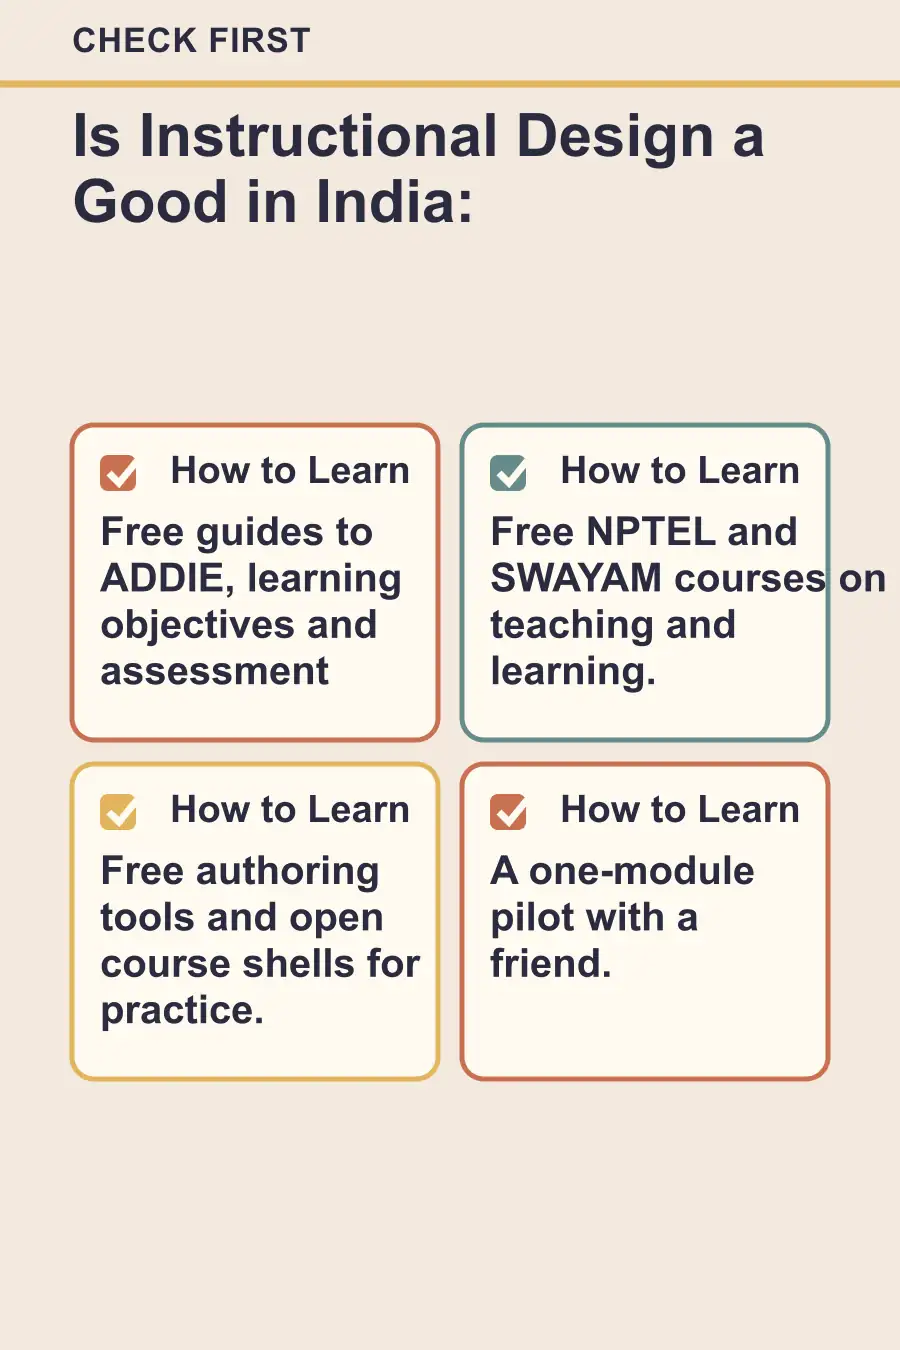 CHECK FIRST
Is Instructional Design a
Good in India:
How to Learn
Free guides to
ADDIE, learning
objectives and
assessment
How to Learn
Free NPTEL and
SWAYAM courses on
teaching and
learning.
How to Learn
Free authoring
tools and open
course shells for
practice.
How to Learn
A one-module
pilot with a
friend.